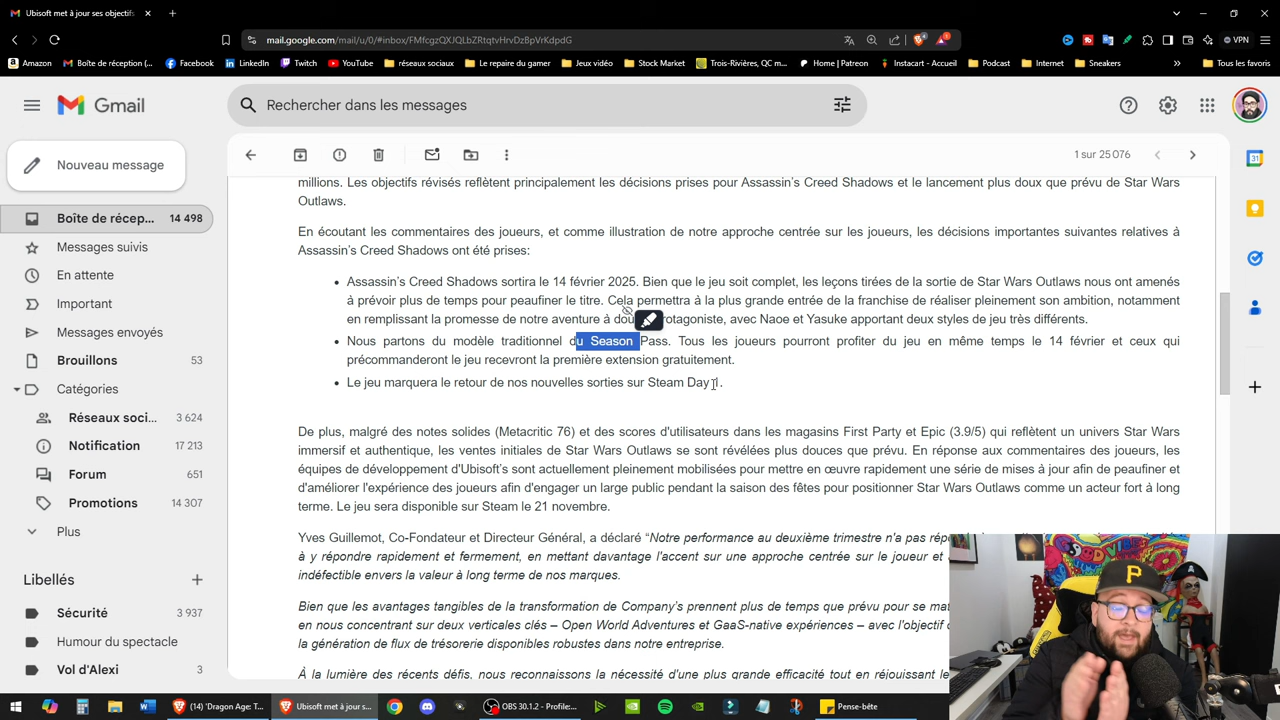 Ubisoft met à jour ses objectifs
mail.google.com/mail/u/0/#inbox/FMfcgzQXJQLbZRtqtvHrvDzBpVrKdpdG
VPN
Amazon
Boîte de réception (...
Facebook
LinkedIn
Twitch
YouTube
réseaux sociaux
Le repaire du gamer
Jeux vidéo
Stock Market
Trois-Rivières, QC m...
Home | Patreon
Instacart - Accueil
Podcast
Internet
Sneakers
»
Tous les favoris
Gmail
Rechercher dans les messages
Nouveau message
1 sur 25 076
Boîte de récep... 14 498
Messages suivis
En attente
Important
Messages envoyés
Brouillons 53
Catégories
Réseaux soci... 3 624
Notification 17 213
Forum 651
Promotions 14 307
Plus
Libellés
Sécurité 3 937
Humour du spectacle
Vol d'Alexi 3
31
millions. Les objectifs révisés reflètent principalement les décisions prises pour Assassin's Creed Shadows et le lancement plus doux que prévu de Star Wars
Outlaws.
En écoutant les commentaires des joueurs, et comme illustration de notre approche centrée sur les joueurs, les décisions importantes suivantes relatives à
Assassin's Creed Shadows ont été prises:
• Assassin's Creed Shadows sortira le 14 février 2025. Bien que le jeu soit complet, les leçons tirées de la sortie de Star Wars Outlaws nous ont amenés
à prévoir plus de temps pour peaufiner le titre. Cela permettra à la plus grande entrée de la franchise de réaliser pleinement son ambition, notamment
en remplissant la promesse de notre aventure à dou rotagoniste, avec Naoe et Yasuke apportant deux styles de jeu très différents.
• Nous partons du modèle traditionnel du Season Pass. Tous les joueurs pourront profiter du jeu en même temps le 14 février et ceux qui
précommanderont le jeu recevront la première extension gratuitement.
• Le jeu marquera le retour de nos nouvelles sorties sur Steam Day 1.
De plus, malgré des notes solides (Metacritic 76) et des scores d'utilisateurs dans les magasins First Party et Epic (3.9/5) qui reflètent un univers Star Wars
immersif et authentique, les ventes initiales de Star Wars Outlaws se sont révélées plus douces que prévu. En réponse aux commentaires des joueurs, les
équipes de développement d'Ubisoft's sont actuellement pleinement mobilisées pour mettre en œuvre rapidement une série de mises à jour afin de peaufiner et
d'améliorer l'expérience des joueurs afin d'engager un large public pendant la saison des fêtes pour positionner Star Wars Outlaws comme un acteur fort à long
terme. Le jeu sera disponible sur Steam le 21 novembre.
Yves Guillemot, Co-Fondateur et Directeur Général, a déclaré “Notre performance au deuxième trimestre n'a pas rép
à y répondre rapidement et fermement, en mettant davantage l'accent sur une approche centrée sur le joueur et
indéfectible envers la valeur à long terme de nos marques.
Bien que les avantages tangibles de la transformation de Company's prennent plus de temps que prévu pour se mat
en nous concentrant sur deux verticales clés – Open World Adventures et GaaS-native expériences – avec l'objectif
la génération de flux de trésorerie disponibles robustes dans notre entreprise.
À la lumière des récents défis, nous reconnaissons la nécessité d'une plus grande efficacité tout en réjouissant le
P
(14) 'Dragon Age: T...
Ubisoft met à jour s...
OBS 30.1.2 - Profile:...
Pense-bête